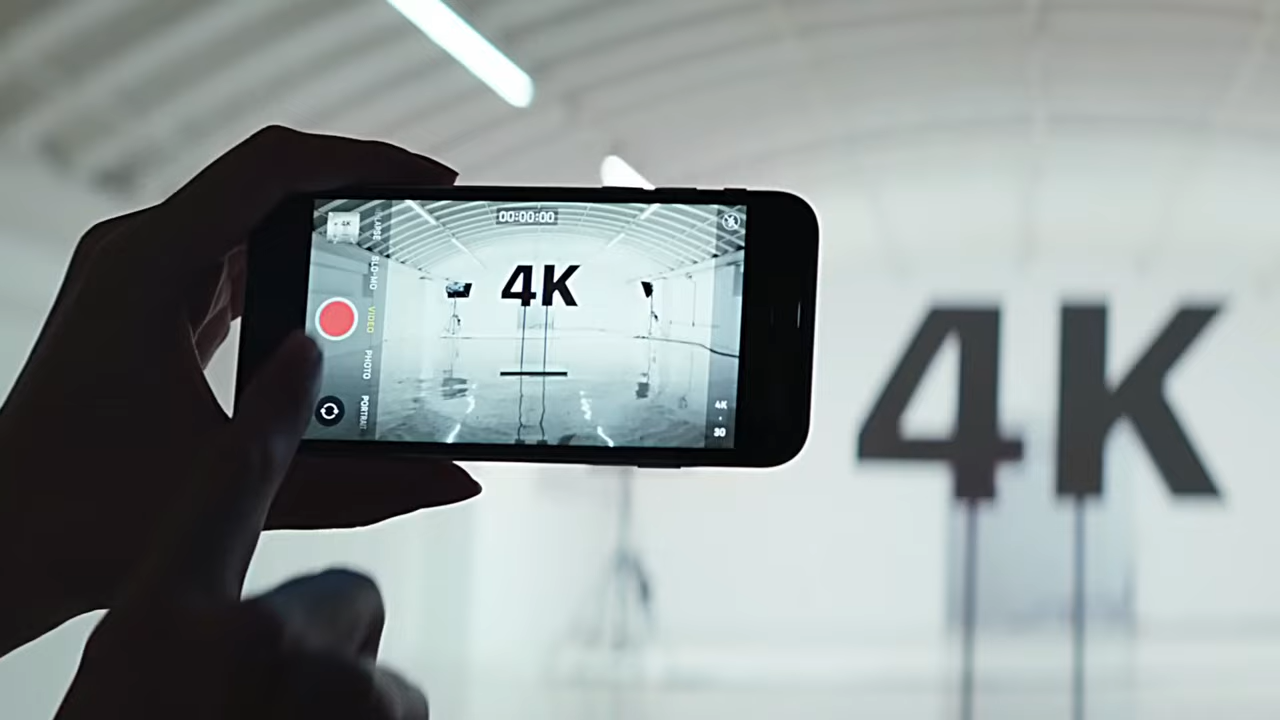 00:00:00
4K
LAPSE
SLO-MO
VIDEO
PHOTO
PORTRAIT
4K
·
30
4K